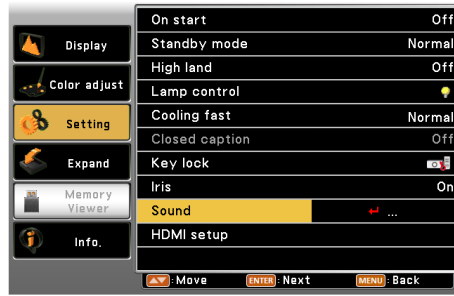 Display
Color adjust
Setting
Expand
Memory
Viewer
Info.
On start Off
Standby mode Normal
High land Off
Lamp control
Cooling fast Normal
Closed caption Off
Key lock
Iris On
Sound ...
HDMI setup
:Move ENTER :Next MENU :Back